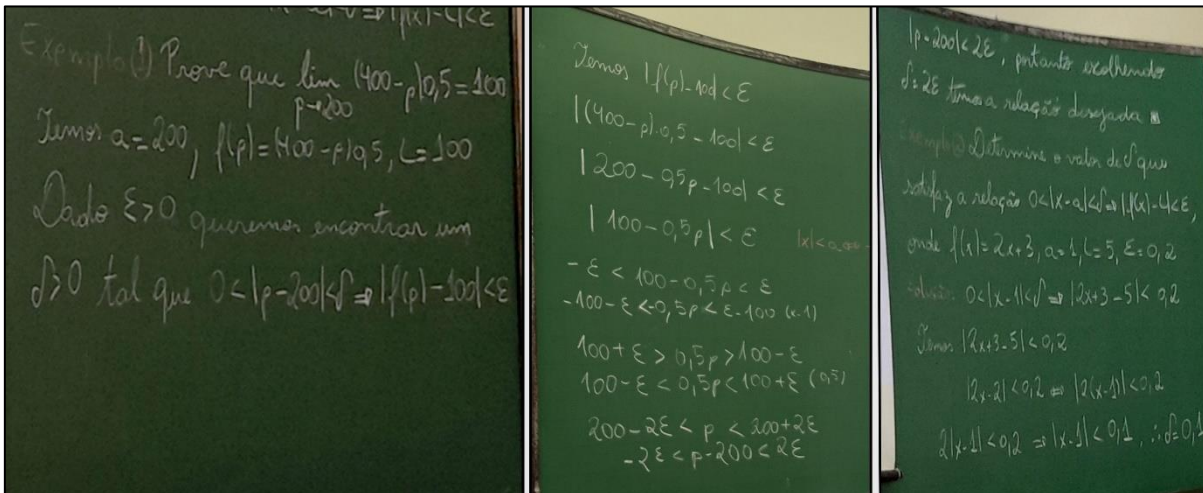 |f(x)-L|<ε
Exemplo ① Prove que lim (400-p)0,5=100
p→200
Temos a=200, f(p)=(400-p)0,5, L=100
Dado ε>0 queremos encontrar um
δ>0 tal que 0<|p-200|<δ ⇒ |f(p)-100|<ε
Temos |f(p)-100|<ε
|(400-p)·0,5-100|<ε
|200-0,5p-100|<ε
|100-0,5p|<ε |x|<a
-ε<100-0,5p<ε
-100-ε<-0,5p<ε-100 (x-1)
100+ε>0,5p>100-ε
100-ε<0,5p<100+ε (0,5)
200-2ε<p<200+2ε
-2ε<p-200<2ε
|p-200|<2ε, portanto escolhendo
δ=2ε temos a relação desejada ■
Exemplo ② Determine o valor de δ que
satisfaz a relação 0<|x-a|<δ ⇒ |f(x)-L|<ε,
onde f(x)=2x+3, a=1, L=5, ε=0,2
solução: 0<|x-1|<δ ⇒ |2x+3-5|<0,2
Temos |2x+3-5|<0,2
|2x-2|<0,2 ⇔ |2(x-1)|<0,2
2|x-1|<0,2 ⇒ |x-1|<0,1, ∴ δ=0,1